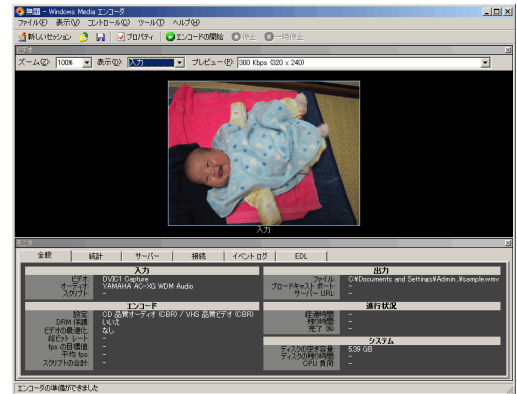 無題 - Windows Media エンコーダ
ファイル(F) 表示(V) コントロール(C) ツール(T) ヘルプ(H)
新しいセッション プロパティ エンコードの開始 停止 一時停止
ビデオ
ズーム(Z): 100% 表示(D): 入力 プレビュー(P): 300 Kbps (320 x 240)
入力
モニタ
全般 統計 サーバー 接続 イベント ログ EDL
入力
ビデオ: DVIC1 Capture
オーディオ: YAMAHA AC-XG WDM Audio
スクリプト: -
エンコード
設定: CD 品質オーディオ (CBR) / VHS 品質ビデオ (CBR)
DRM 保護: いいえ
ビデオの最適化: なし
総ビット レート: -
fps の目標値: -
平均 fps: -
スクリプトの合計: -
出力
ファイル: C:¥Documents and Settings¥Admin..¥sample.wmv
ブロードキャスト ポート: -
サーバー URL: -
進行状況
経過時間: -
残り時間: -
完了 (%): -
システム
ディスクの空き容量: 5.39 GB
ディスクの残り時間: -
CPU 負荷: -
エンコーダの準備ができました